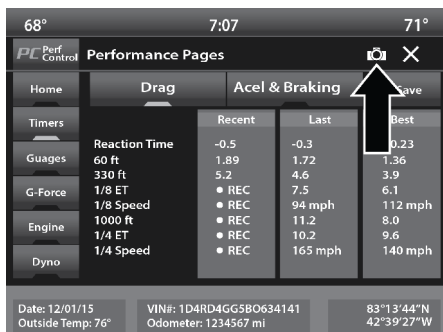 68° 7:07 71°
PC Perf Control Performance Pages
Home Drag Acel & Braking Save
Timers Recent Last Best
Reaction Time -0.5 -0.3 0.23
60 ft 1.89 1.72 1.36
Guages 330 ft 5.2 4.6 3.9
1/8 ET REC 7.5 6.1
G-Force 1/8 Speed REC 94 mph 112 mph
1000 ft REC 11.2 8.0
Engine 1/4 ET REC 10.2 9.6
1/4 Speed REC 165 mph 140 mph
Dyno
Date: 12/01/15 VIN#: 1D4RD4GG5BO634141 83°13'44"N
Outside Temp: 76° Odometer: 1234567 mi 42°39'27"W